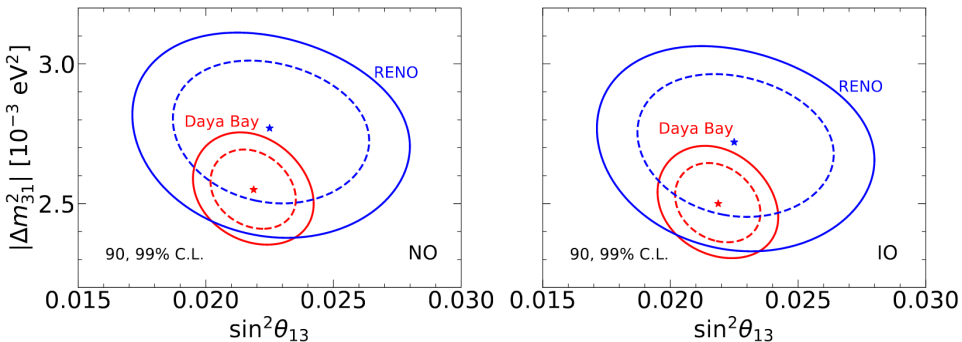 |Δm²₃₁| [10⁻³ eV²]
3.0
2.5
RENO
Daya Bay
90, 99% C.L.
NO
0.015 0.020 0.025 0.030
sin²θ₁₃
RENO
Daya Bay
90, 99% C.L.
IO
0.015 0.020 0.025 0.030
sin²θ₁₃